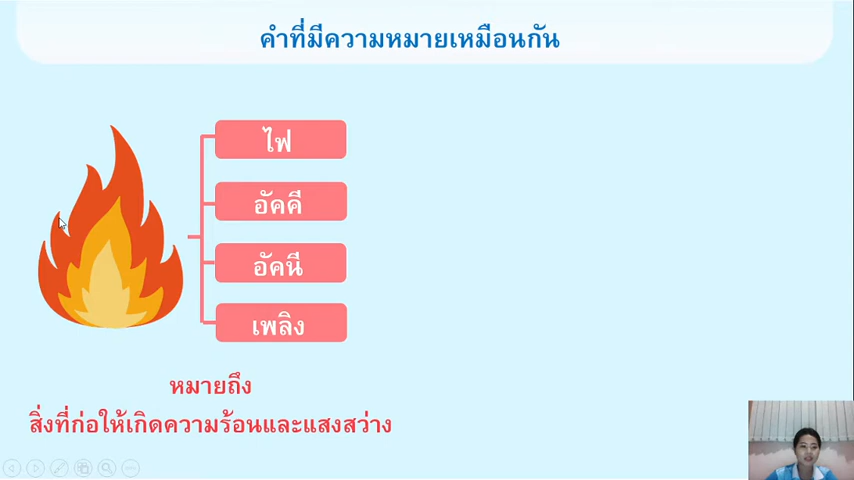 คำที่มีความหมายเหมือนกัน
ไฟ
อัคคี
อัคนี
เพลิง
หมายถึง
สิ่งที่ก่อให้เกิดความร้อนและแสงสว่าง